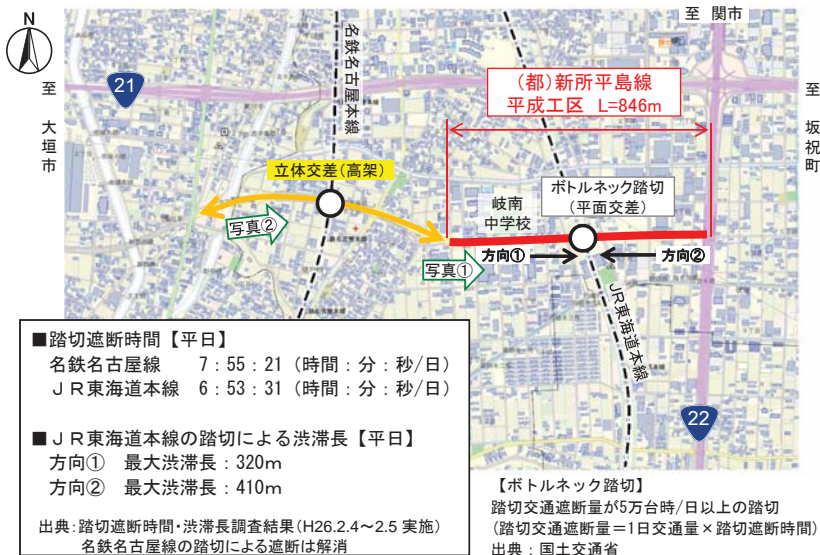 N
至 関市
21
至 大垣市
名鉄名古屋本線
(都)新所平島線
平成工区 L=846m
至 坂祝町
立体交差(高架)
ボトルネック踏切
(平面交差)
岐南
中学校
写真②
写真①
方向①
方向②
JR東海道本線
22
■踏切遮断時間【平日】
名鉄名古屋線 7:55:21 (時間:分:秒/日)
JR東海道本線 6:53:31 (時間:分:秒/日)
■JR東海道本線の踏切による渋滞長【平日】
方向① 最大渋滞長:320m
方向② 最大渋滞長:410m
出典:踏切遮断時間・渋滞長調査結果(H26.2.4～2.5 実施)
名鉄名古屋線の踏切による遮断は解消
【ボトルネック踏切】
踏切交通遮断量が5万台時/日以上の踏切
(踏切交通遮断量=1日交通量×踏切遮断時間)
出典:国土交通省